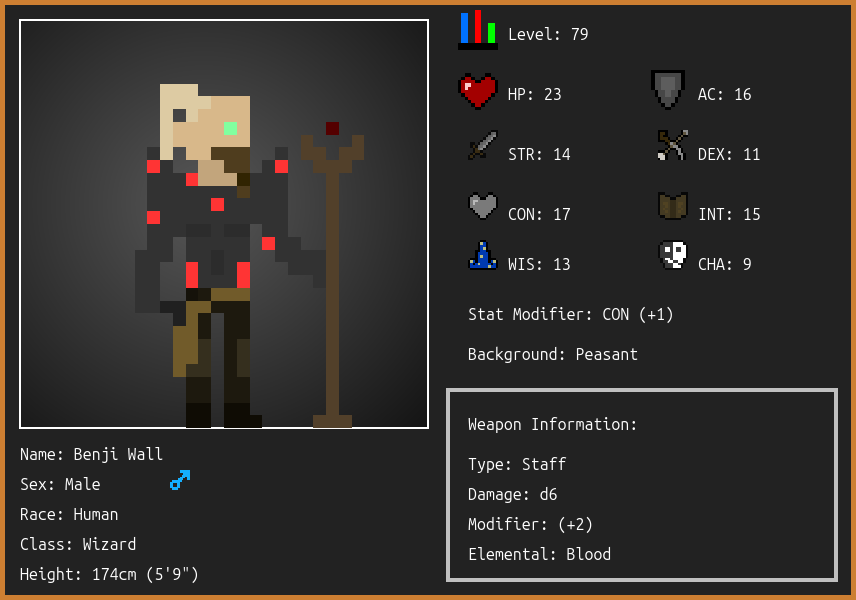 Level: 79
HP: 23
AC: 16
STR: 14
DEX: 11
CON: 17
INT: 15
WIS: 13
CHA: 9
Stat Modifier: CON (+1)
Background: Peasant
Weapon Information:
Type: Staff
Damage: d6
Modifier: (+2)
Elemental: Blood
Name: Benji Wall
Sex: Male
Race: Human
Class: Wizard
Height: 174cm (5'9")